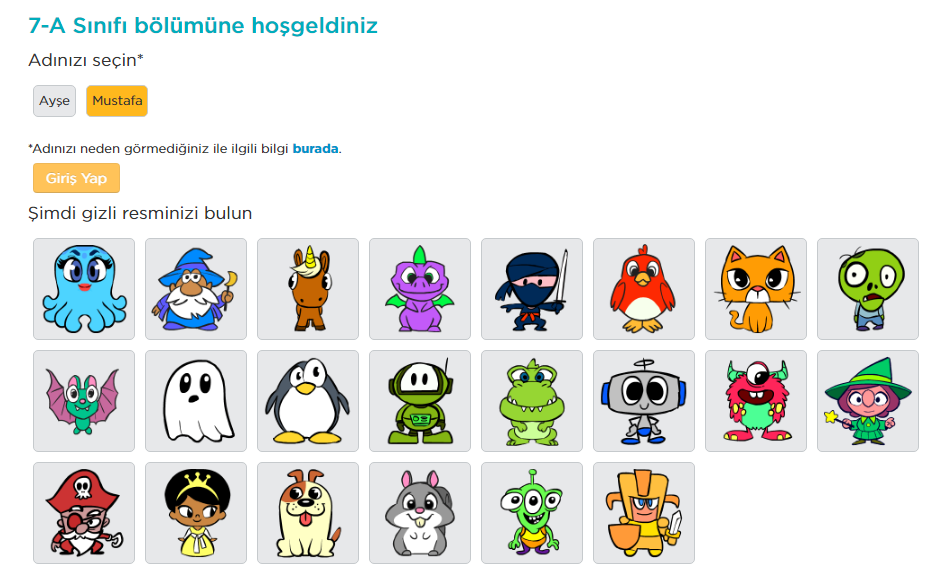 7-A Sınıfı bölümüne hoşgeldiniz
Adınızı seçin*
Ayşe Mustafa
*Adınızı neden görmediğiniz ile ilgili bilgi burada.
Giriş Yap
Şimdi gizli resminizi bulun